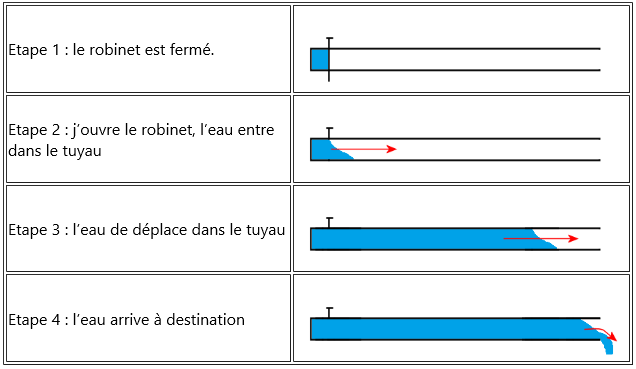 Etape 1 : le robinet est fermé.
Etape 2 : j’ouvre le robinet, l’eau entre
dans le tuyau
Etape 3 : l’eau de déplace dans le tuyau
Etape 4 : l’eau arrive à destination